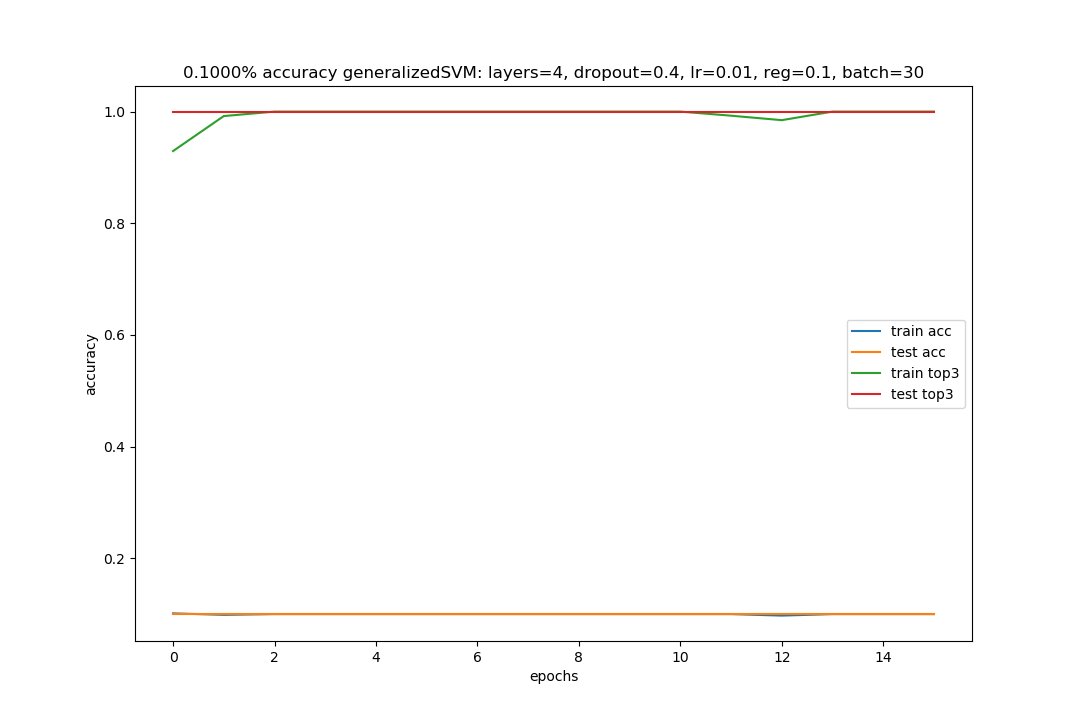 0.1000% accuracy generalizedSVM: layers=4, dropout=0.4, lr=0.01, reg=0.1, batch=30
1.0
0.8
0.6
0.4
0.2
accuracy
train acc
test acc
train top3
test top3
0 2 4 6 8 10 12 14
epochs